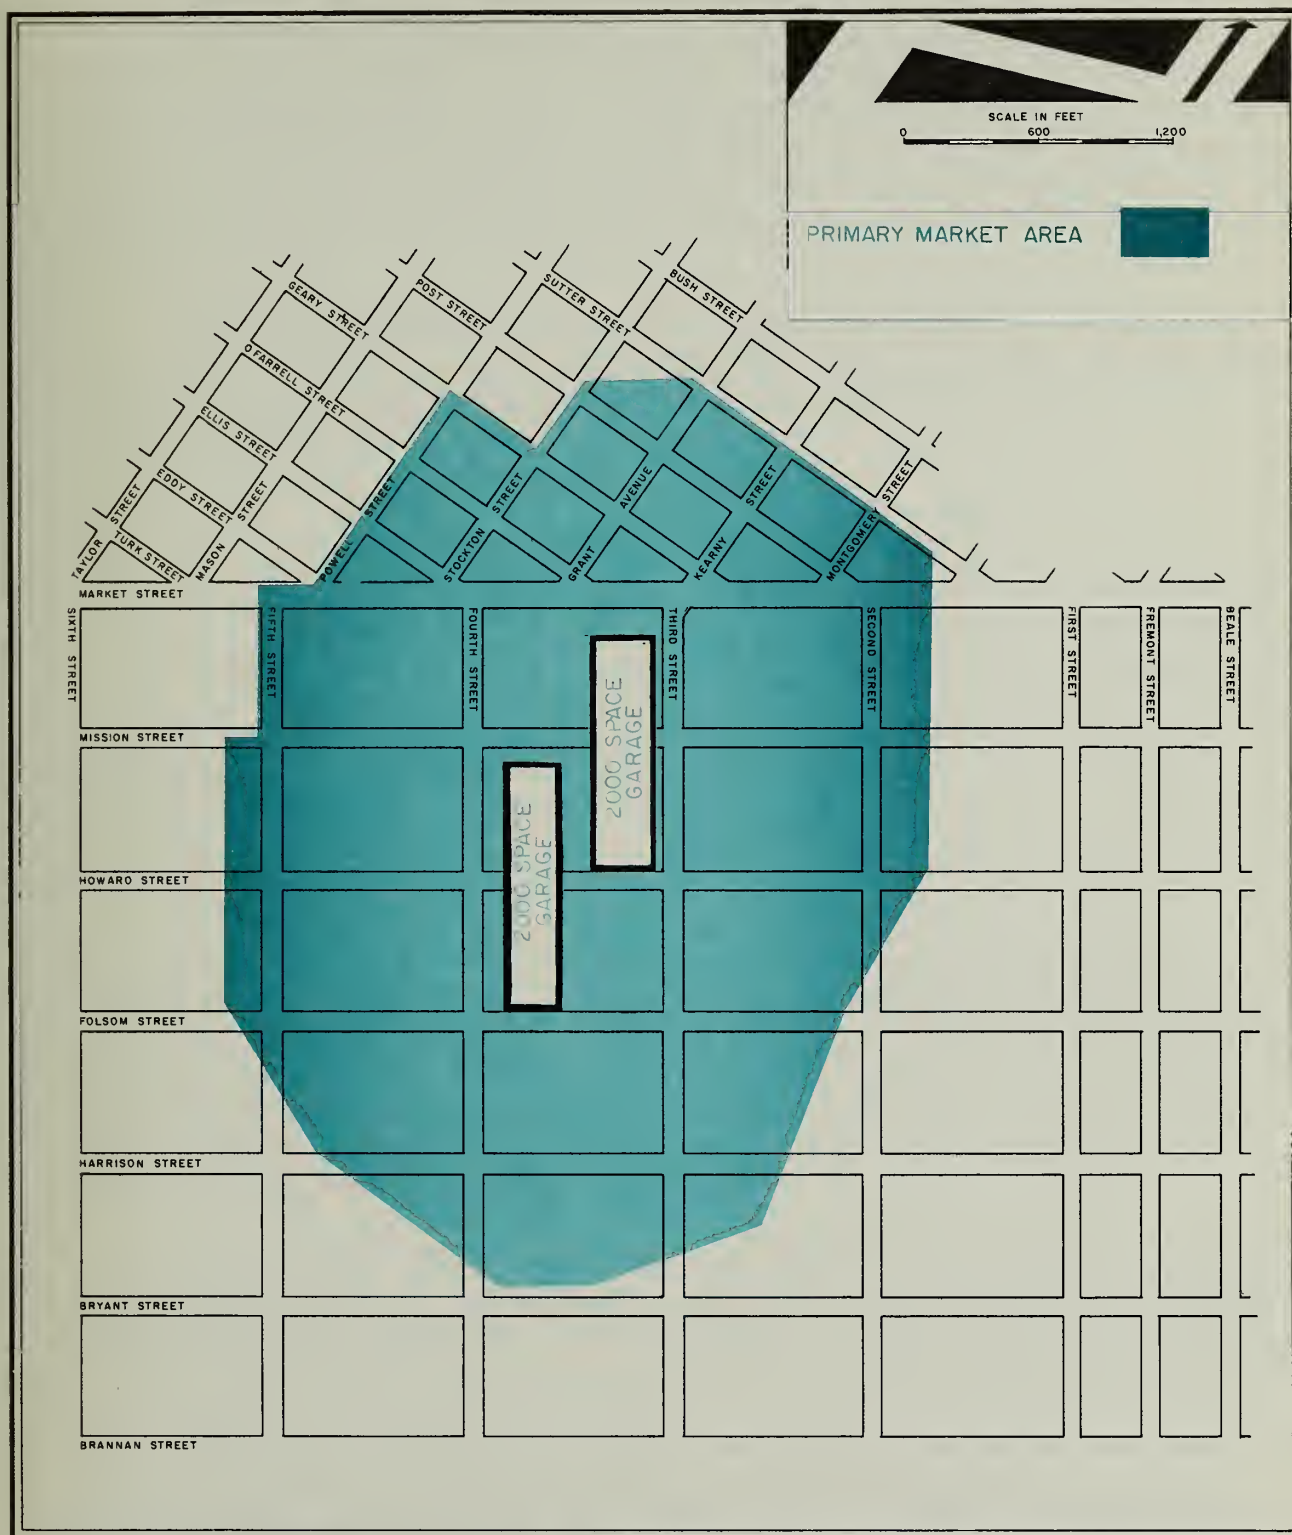 SCALE IN FEET
0 600 1,200
PRIMARY MARKET AREA
GEARY STREET
POST STREET
SUTTER STREET
BUSH STREET
O'FARRELL STREET
ELLIS STREET
EDDY STREET
TURK STREET
TAYLOR STREET
MASON STREET
POWELL STREET
STOCKTON STREET
GRANT AVENUE
KEARNY STREET
MONTGOMERY STREET
MARKET STREET
SIXTH STREET
FIFTH STREET
FOURTH STREET
THIRD STREET
SECOND STREET
FIRST STREET
FREMONT STREET
BEALE STREET
2000 SPACE
GARAGE
2000 SPACE
GARAGE
MISSION STREET
HOWARD STREET
FOLSOM STREET
HARRISON STREET
BRYANT STREET
BRANNAN STREET